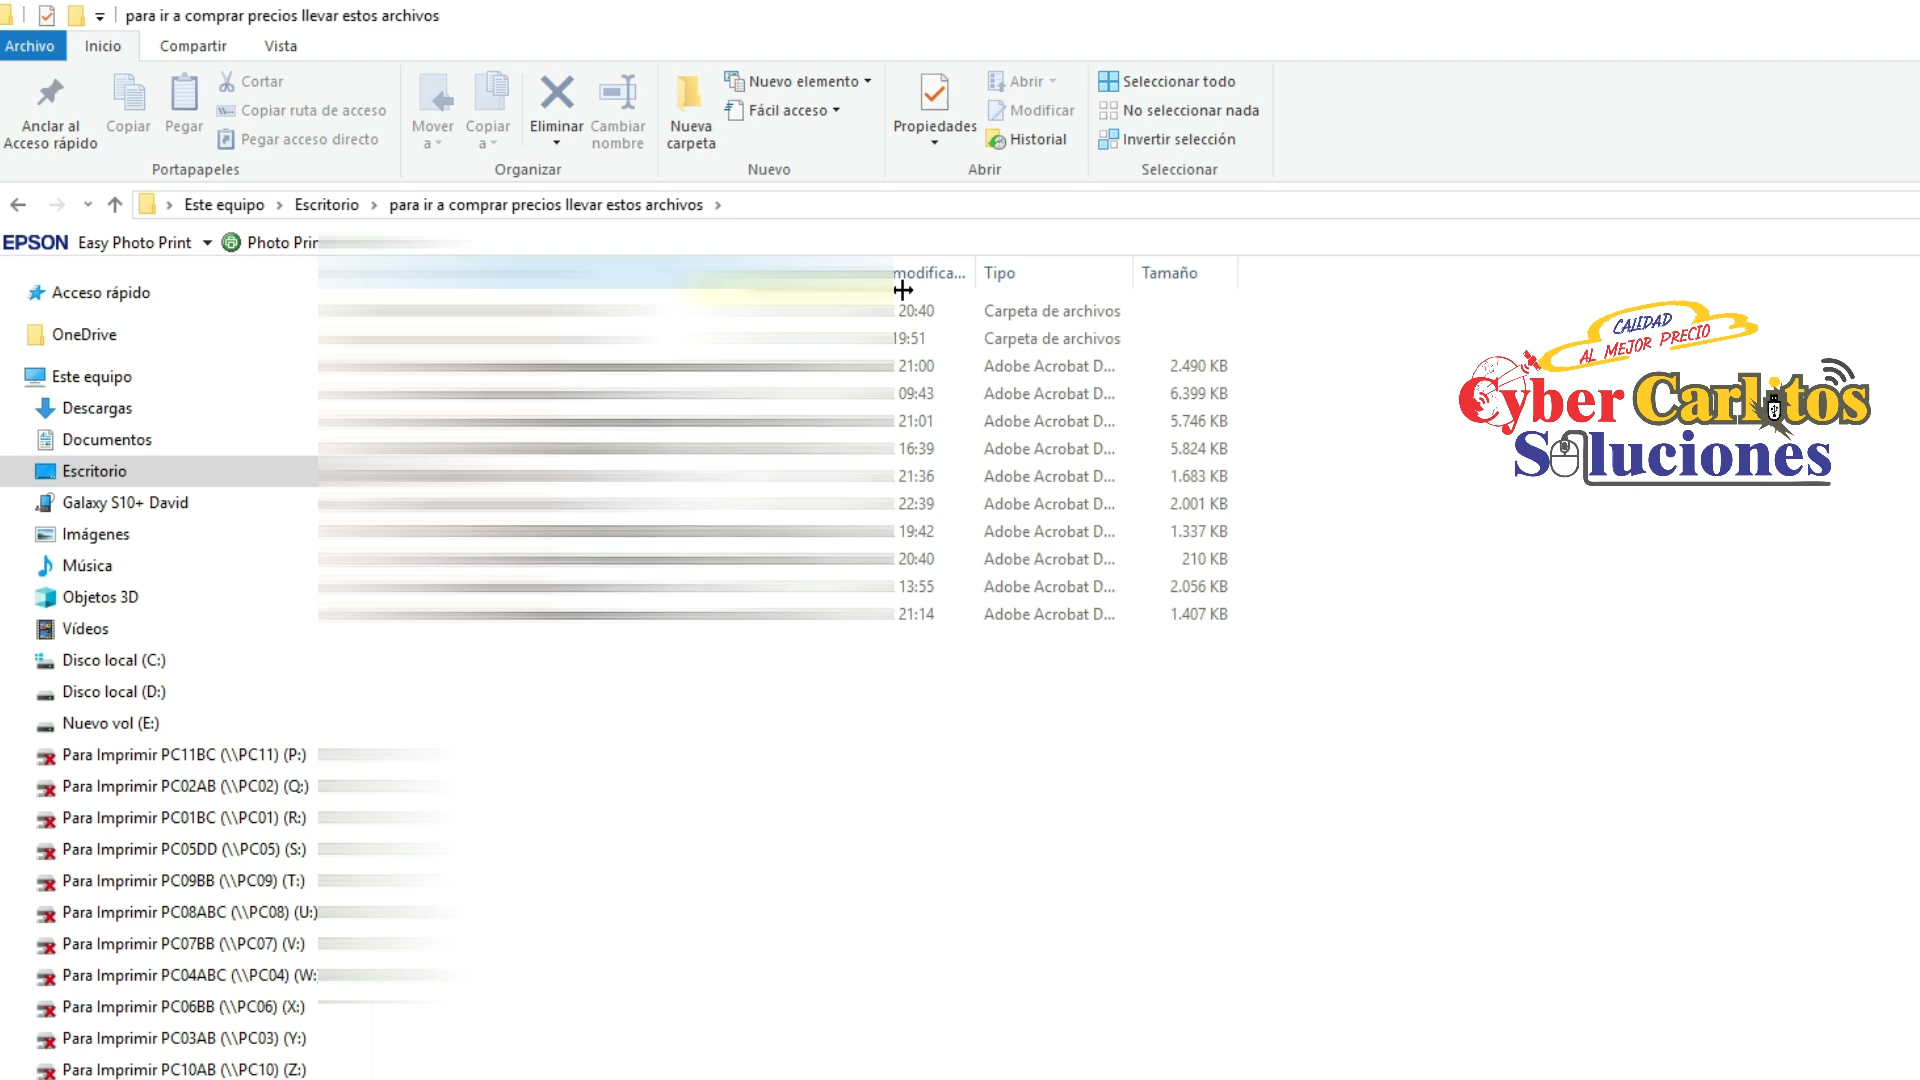 para ir a comprar precios llevar estos archivos
Archivo Inicio Compartir Vista
Anclar al Acceso rápido
Copiar
Pegar
Cortar
Copiar ruta de acceso
Pegar acceso directo
Portapapeles
Mover a
Copiar a
Eliminar
Cambiar nombre
Organizar
Nueva carpeta
Nuevo elemento
Fácil acceso
Nuevo
Propiedades
Abrir
Modificar
Historial
Abrir
Seleccionar todo
No seleccionar nada
Invertir selección
Seleccionar
Este equipo > Escritorio > para ir a comprar precios llevar estos archivos >
EPSON Easy Photo Print Photo Prin
Acceso rápido
OneDrive
Este equipo
Descargas
Documentos
Escritorio
Galaxy S10+ David
Imágenes
Música
Objetos 3D
Vídeos
Disco local (C:)
Disco local (D:)
Nuevo vol (E:)
Para Imprimir PC11BC (\\PC11) (P:)
Para Imprimir PC02AB (\\PC02) (Q:)
Para Imprimir PC01BC (\\PC01) (R:)
Para Imprimir PC05DD (\\PC05) (S:)
Para Imprimir PC09BB (\\PC09) (T:)
Para Imprimir PC08ABC (\\PC08) (U:)
Para Imprimir PC07BB (\\PC07) (V:)
Para Imprimir PC04ABC (\\PC04) (W:
Para Imprimir PC06BB (\\PC06) (X:)
Para Imprimir PC03AB (\\PC03) (Y:)
Para Imprimir PC10AB (\\PC10) (Z:)
modifica... Tipo Tamaño
20:40 Carpeta de archivos
19:51 Carpeta de archivos
21:00 Adobe Acrobat D... 2.490 KB
09:43 Adobe Acrobat D... 6.399 KB
21:01 Adobe Acrobat D... 5.746 KB
16:39 Adobe Acrobat D... 5.824 KB
21:36 Adobe Acrobat D... 1.683 KB
22:39 Adobe Acrobat D... 2.001 KB
19:42 Adobe Acrobat D... 1.337 KB
20:40 Adobe Acrobat D... 210 KB
13:55 Adobe Acrobat D... 2.056 KB
21:14 Adobe Acrobat D... 1.407 KB
CALIDAD
AL MEJOR PRECIO
Cyber Carlitos
Soluciones